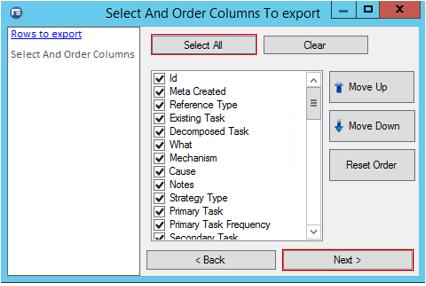 Select And Order Columns To export
Rows to export
Select And Order Columns
Select All
Clear
Id
Meta Created
Reference Type
Existing Task
Decomposed Task
What
Mechanism
Cause
Notes
Strategy Type
Primary Task
Primary Task Frequency
Secondary Task
Move Up
Move Down
Reset Order
< Back
Next >